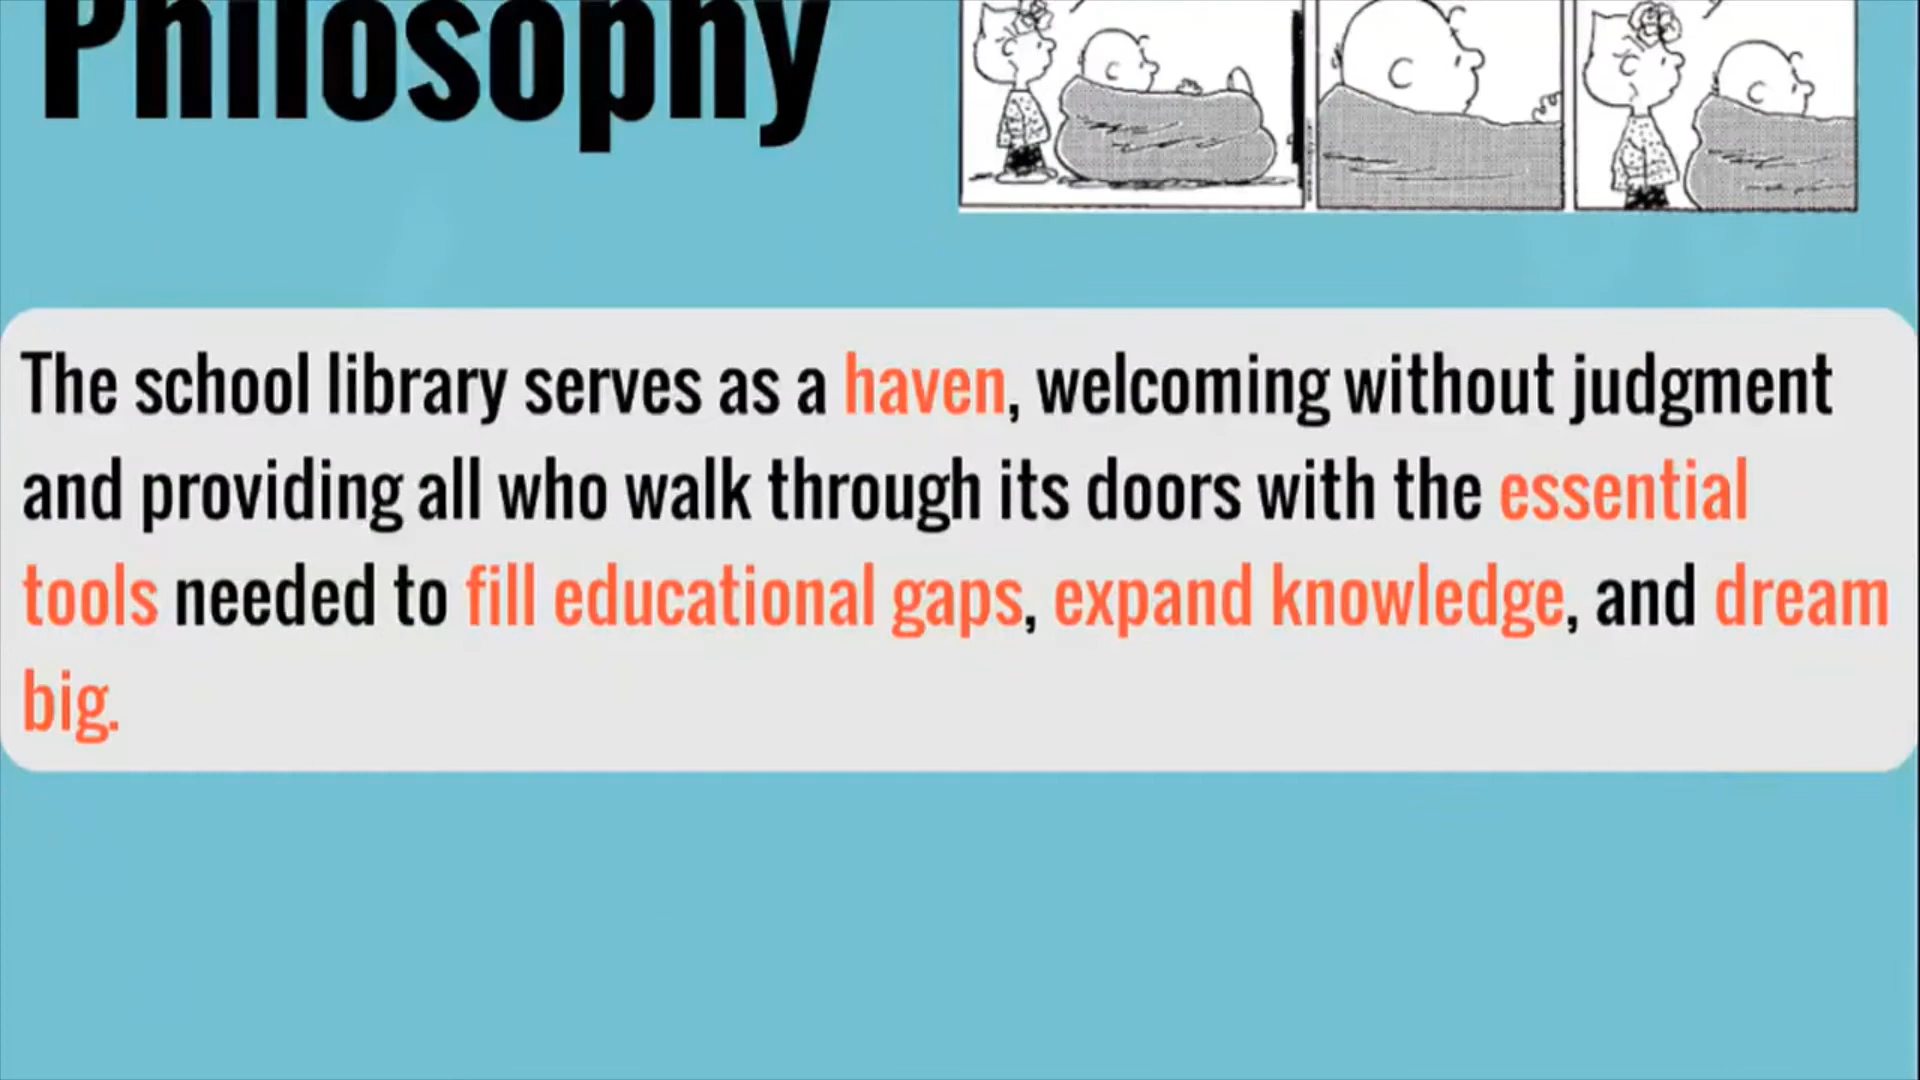 Philosophy
The school library serves as a haven, welcoming without judgment
and providing all who walk through its doors with the essential
tools needed to fill educational gaps, expand knowledge, and dream
big.